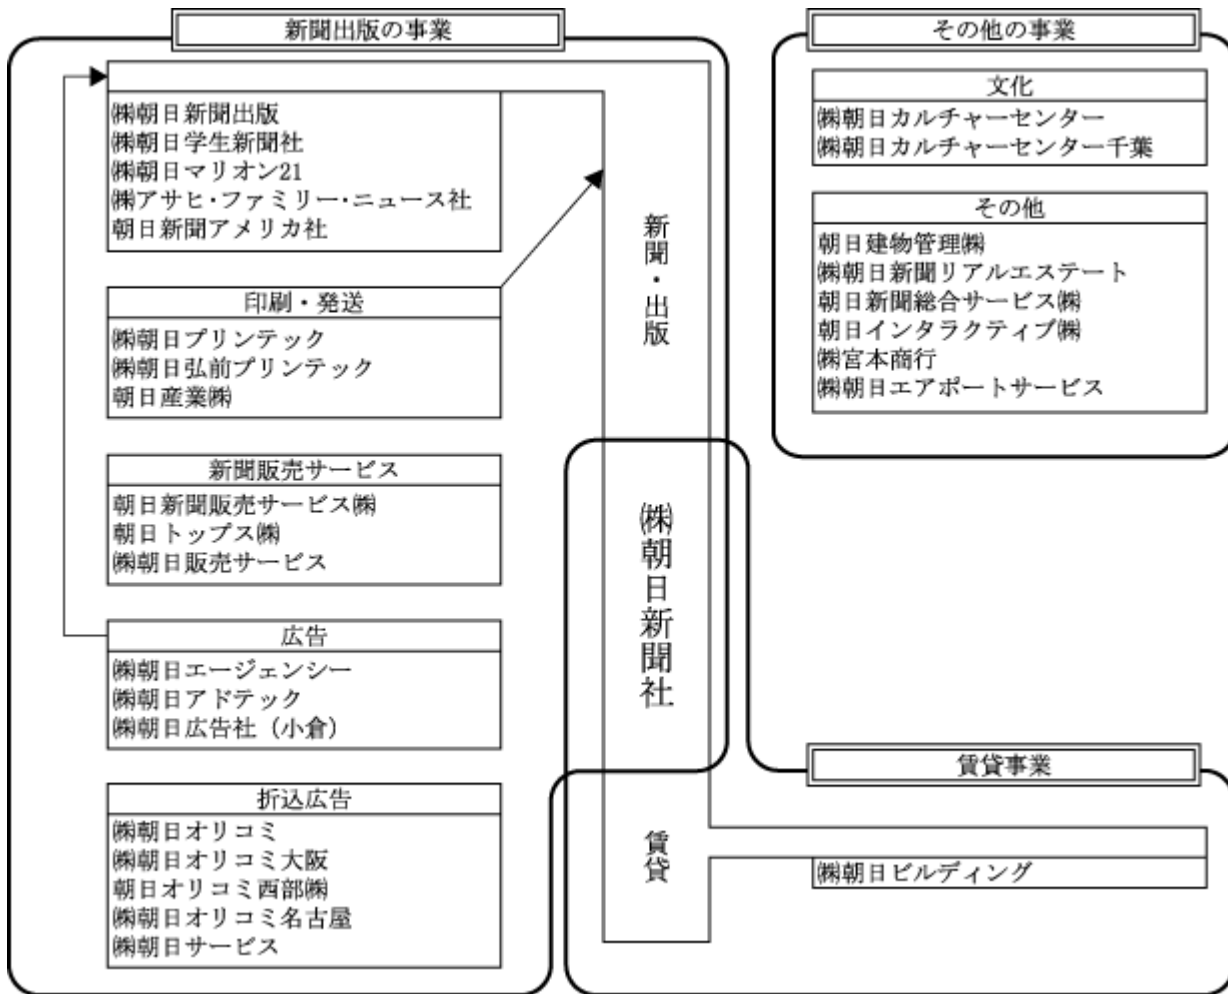 新聞出版の事業
㈱朝日新聞出版
㈱朝日学生新聞社
㈱朝日マリオン21
㈱アサヒ・ファミリー・ニュース社
朝日新聞アメリカ社
印刷・発送
㈱朝日プリンテック
㈱朝日弘前プリンテック
朝日産業㈱
新聞販売サービス
朝日新聞販売サービス㈱
朝日トップス㈱
㈱朝日販売サービス
広告
㈱朝日エージェンシー
㈱朝日アドテック
㈱朝日広告社（小倉）
折込広告
㈱朝日オリコミ
㈱朝日オリコミ大阪
朝日オリコミ西部㈱
㈱朝日オリコミ名古屋
㈱朝日サービス
新聞・出版
㈱朝日新聞社
賃貸
その他の事業
文化
㈱朝日カルチャーセンター
㈱朝日カルチャーセンター千葉
その他
朝日建物管理㈱
㈱朝日新聞リアルエステート
朝日新聞総合サービス㈱
朝日インタラクティブ㈱
㈱宮本商行
㈱朝日エアポートサービス
賃貸事業
㈱朝日ビルディング